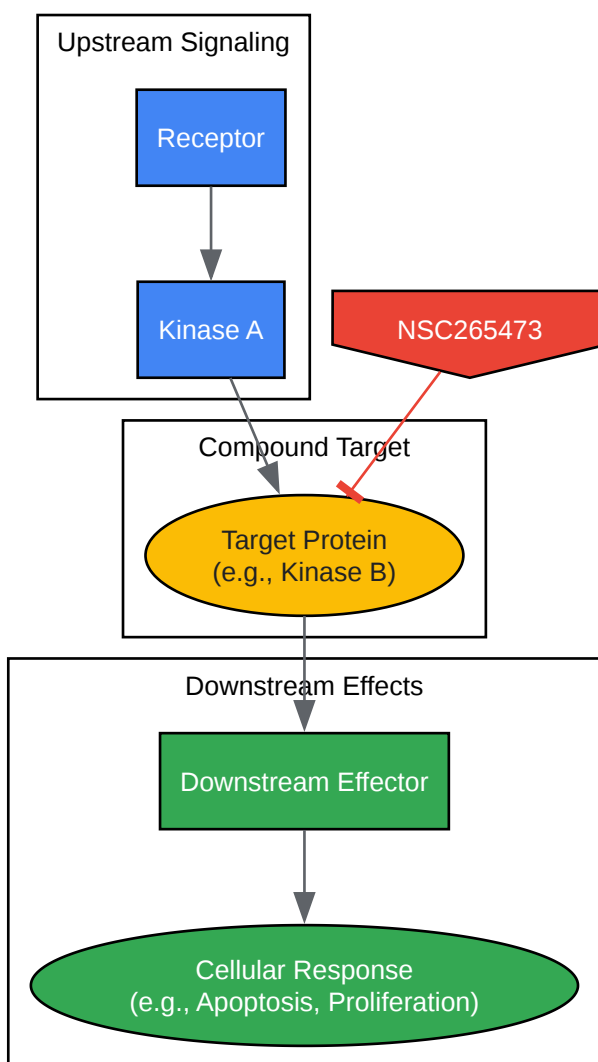 Upstream Signaling
Receptor
Kinase A
NSC265473
Compound Target
Target Protein
(e.g., Kinase B)
Downstream Effects
Downstream Effector
Cellular Response
(e.g., Apoptosis, Proliferation)